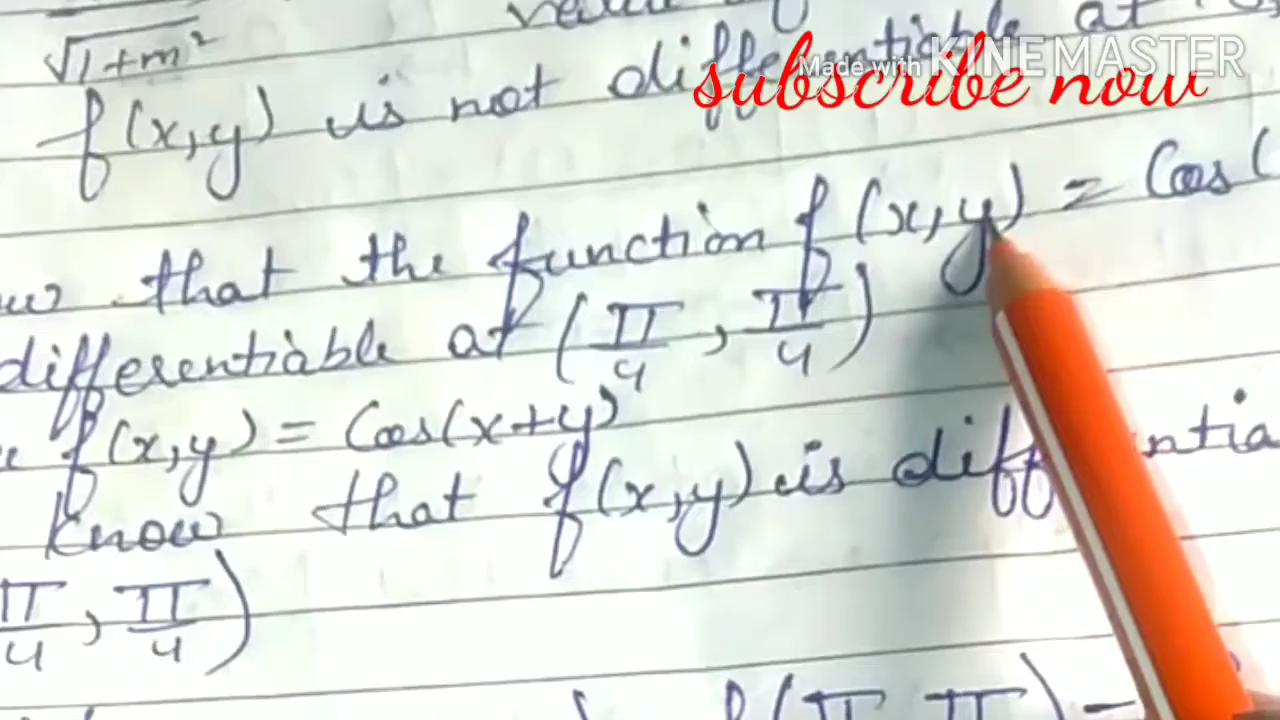 √1+m²
f(x,y) is not differentiable at
subscribe now
Made with KINEMASTER
that the function f(x,y) = Cos(
differentiable at (π/4, π/4)
f(x,y) = Cos(x+y)
know that f(x,y) is
π/4, π/4)